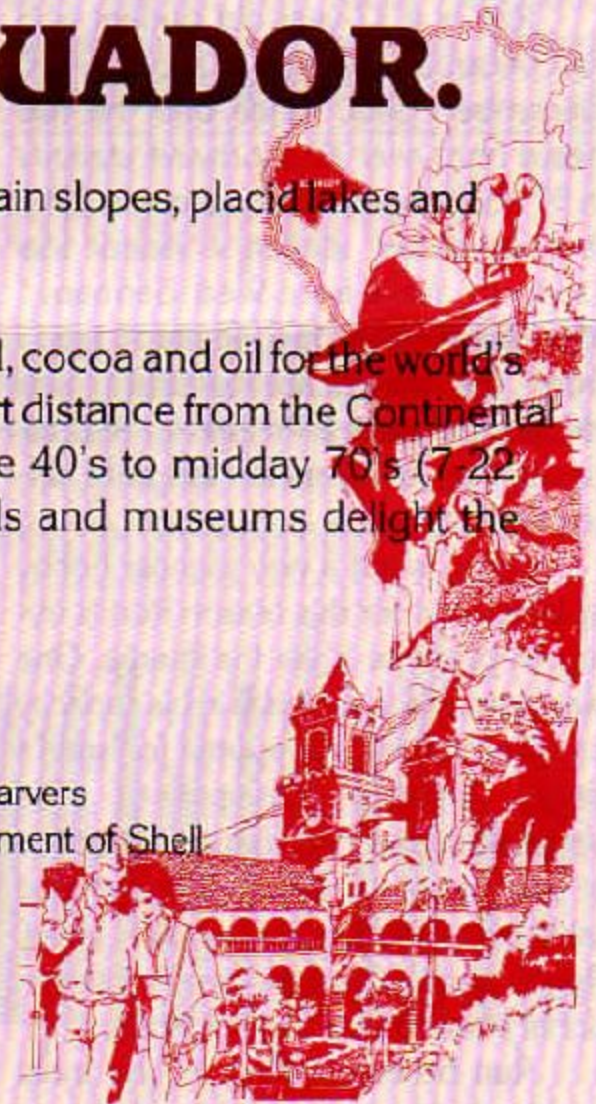 UADOR.
ain slopes, placid lakes and
, cocoa and oil for the world's
t distance from the Continental
e 40's to midday 70's (7-22
ls and museums delight the
arvers
ment of Shell